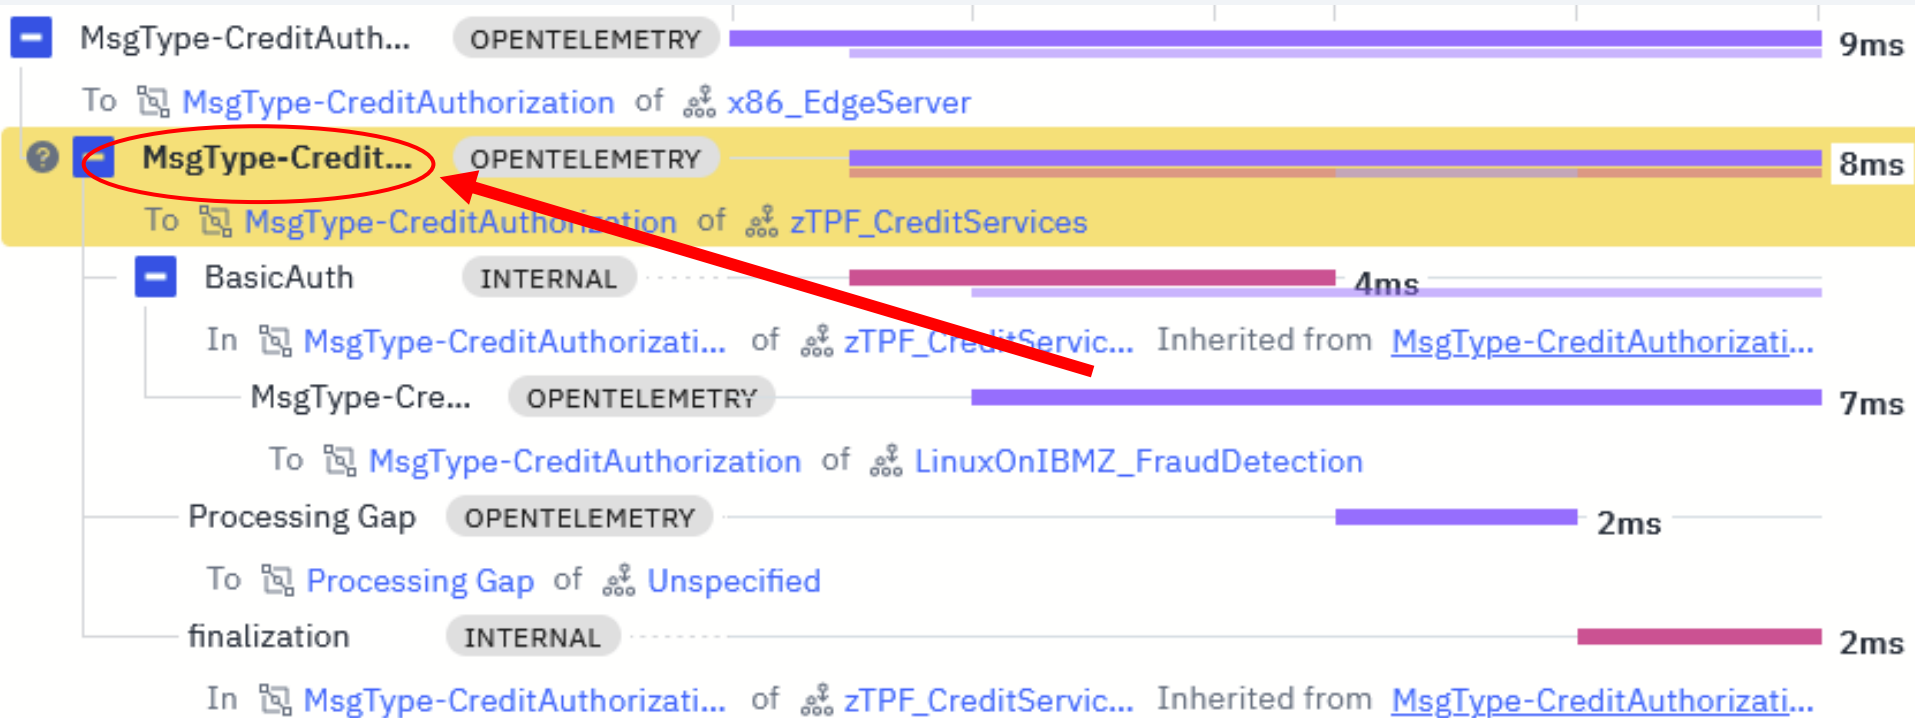 MsgType-CreditAuth... OPENTELEMETRY 9ms
To MsgType-CreditAuthorization of x86_EdgeServer
? MsgType-Credit... OPENTELEMETRY 8ms
To MsgType-CreditAuthorization of zTPF_CreditServices
BasicAuth INTERNAL 4ms
In MsgType-CreditAuthorizati... of zTPF_CreditServic... Inherited from MsgType-CreditAuthorizati...
MsgType-Cre... OPENTELEMETRY 7ms
To MsgType-CreditAuthorization of LinuxOnIBMZ_FraudDetection
Processing Gap OPENTELEMETRY 2ms
To Processing Gap of Unspecified
finalization INTERNAL 2ms
In MsgType-CreditAuthorizati... of zTPF_CreditServic... Inherited from MsgType-CreditAuthorizati...